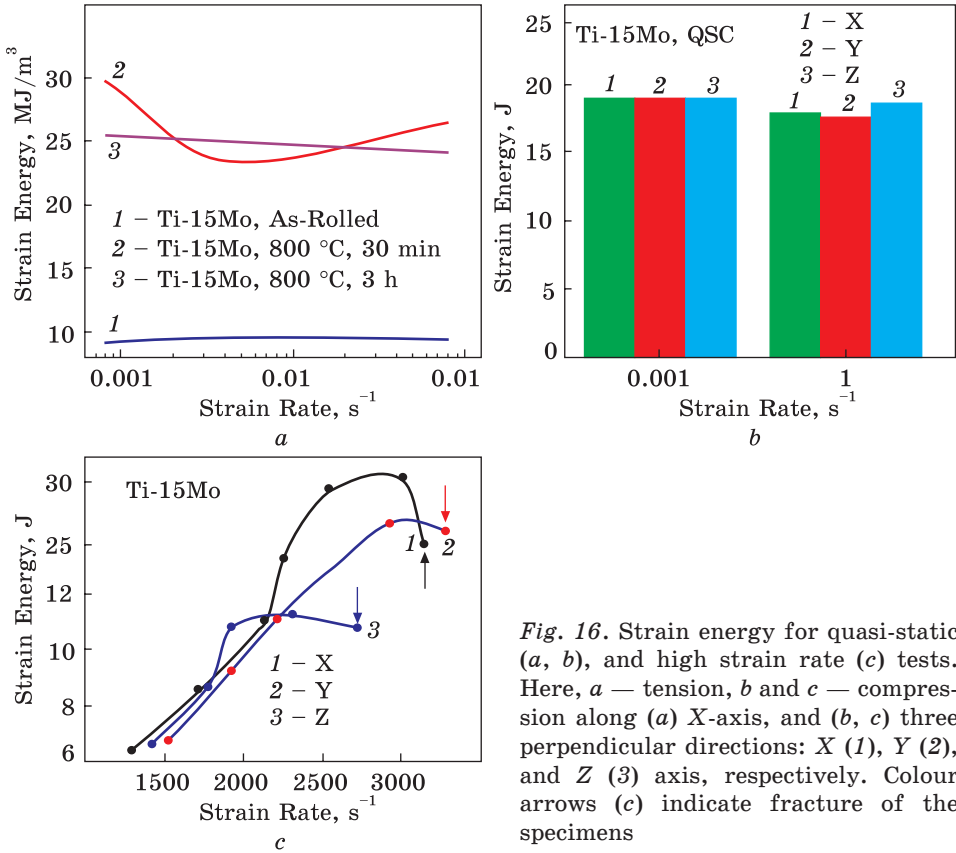 Strain Energy, MJ/m³
30
25
20
15
10
2
3
1
1 – Ti-15Mo, As-Rolled
2 – Ti-15Mo, 800 °C, 30 min
3 – Ti-15Mo, 800 °C, 3 h
0.001 0.01 0.01
Strain Rate, s⁻¹
a
Strain Energy, J
25
20
15
10
5
0
Ti-15Mo, QSC
1 – X
2 – Y
3 – Z
1 2 3
1 2 3
0.001 1
Strain Rate, s⁻¹
b
Strain Energy, J
30
25
12
10
8
6
Ti-15Mo
1 2
3
1 – X
2 – Y
3 – Z
1500 2000 2500 3000
Strain Rate, s⁻¹
c
Fig. 16. Strain energy for quasi-static
(a, b), and high strain rate (c) tests.
Here, a — tension, b and c — compres-
sion along (a) X-axis, and (b, c) three
perpendicular directions: X (1), Y (2),
and Z (3) axis, respectively. Colour
arrows (c) indicate fracture of the
specimens